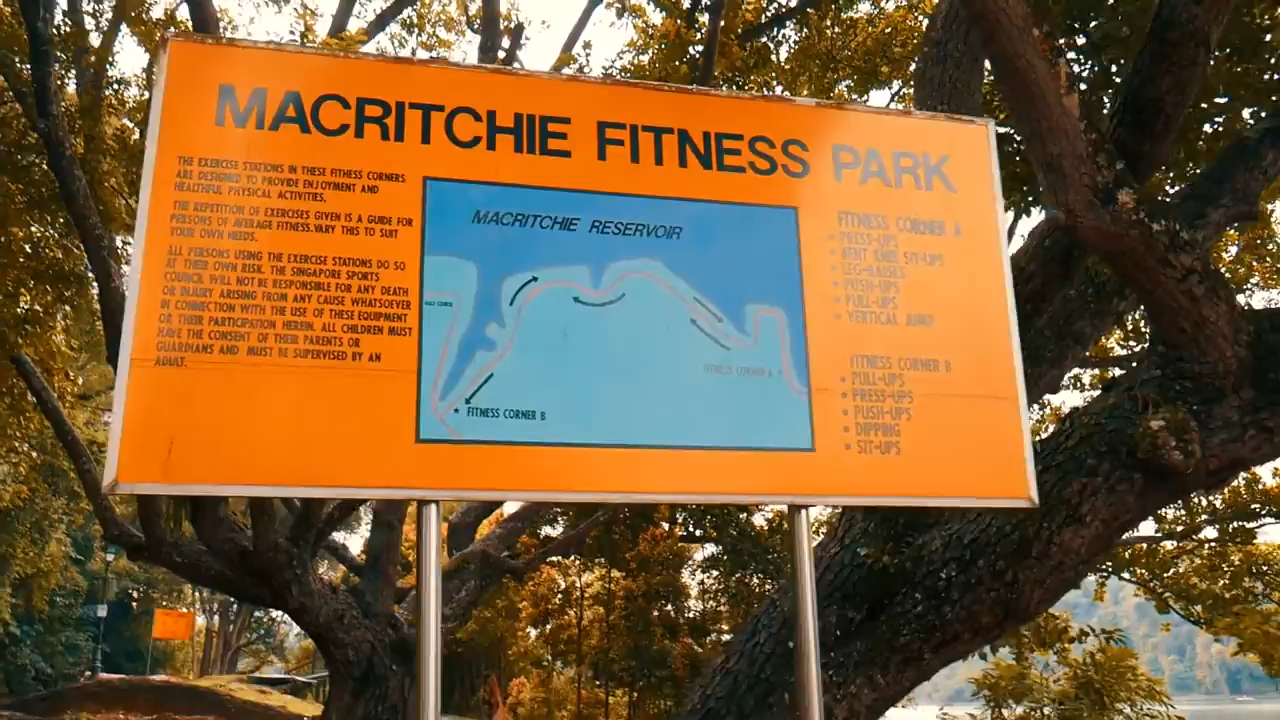 MACRITCHIE FITNESS PARK
THE EXERCISE STATIONS IN THESE FITNESS CORNERS
ARE DESIGNED TO PROVIDE ENJOYMENT AND
HEALTHFUL PHYSICAL ACTIVITIES.
THE REPETITION OF EXERCISES GIVEN IS A GUIDE FOR
PERSONS OF AVERAGE FITNESS.VARY THIS TO SUIT
YOUR OWN NEEDS.
ALL PERSONS USING THE EXERCISE STATIONS DO SO
AT THEIR OWN RISK. THE SINGAPORE SPORTS
COUNCIL WILL NOT BE RESPONSIBLE FOR ANY DEATH
OR INJURY ARISING FROM ANY CAUSE WHATSOEVER
IN CONNECTION WITH THE USE OF THESE EQUIPMENT
OR THEIR PARTICIPATION HEREIN. ALL CHILDREN MUST
HAVE THE CONSENT OF THEIR PARENTS OR
GUARDIANS AND MUST BE SUPERVISED BY AN
ADULT.
MACRITCHIE RESERVOIR
GOLF COURSE
FITNESS CORNER A
FITNESS CORNER B
FITNESS CORNER A
• PRESS-UPS
• BENT KNEE SIT-UPS
• LEG-RAISES
• PUSH-UPS
• PULL-UPS
• VERTICAL JUMP
FITNESS CORNER B
• PULL-UPS
• PRESS-UPS
• PUSH-UPS
• DIPPING
• SIT-UPS